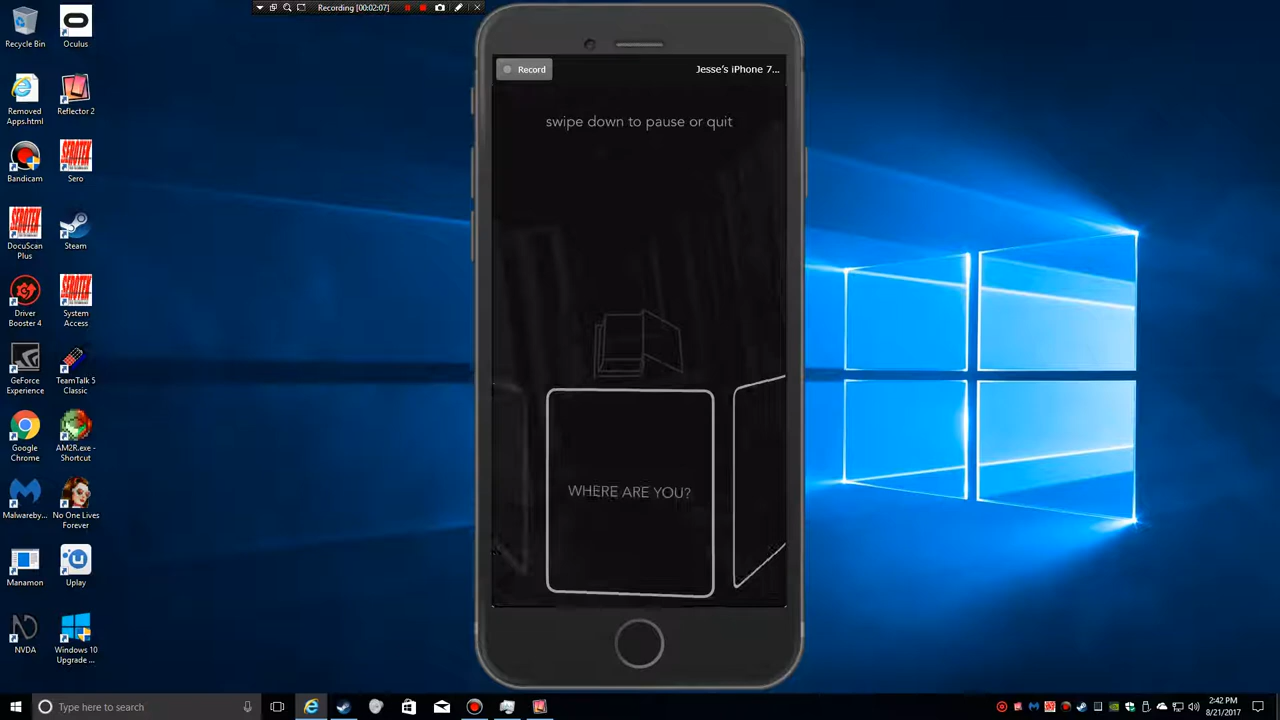 Recording [00:02:07]
Recycle Bin
Oculus
Removed Apps.html
Reflector 2
Bandicam
SEROTEK
Sero
SEROTEK
DocuScan Plus
Steam
Driver Booster 4
SEROTEK
System Access
GeForce Experience
TeamTalk 5 Classic
Google Chrome
AM2R.exe - Shortcut
Malwareby...
No One Lives Forever
Manamon
Uplay
NVDA
Windows 10 Upgrade ...
Record
Jesse's iPhone 7...
swipe down to pause or quit
WHERE ARE YOU?
Type here to search
2:42 PM
8/21/2017